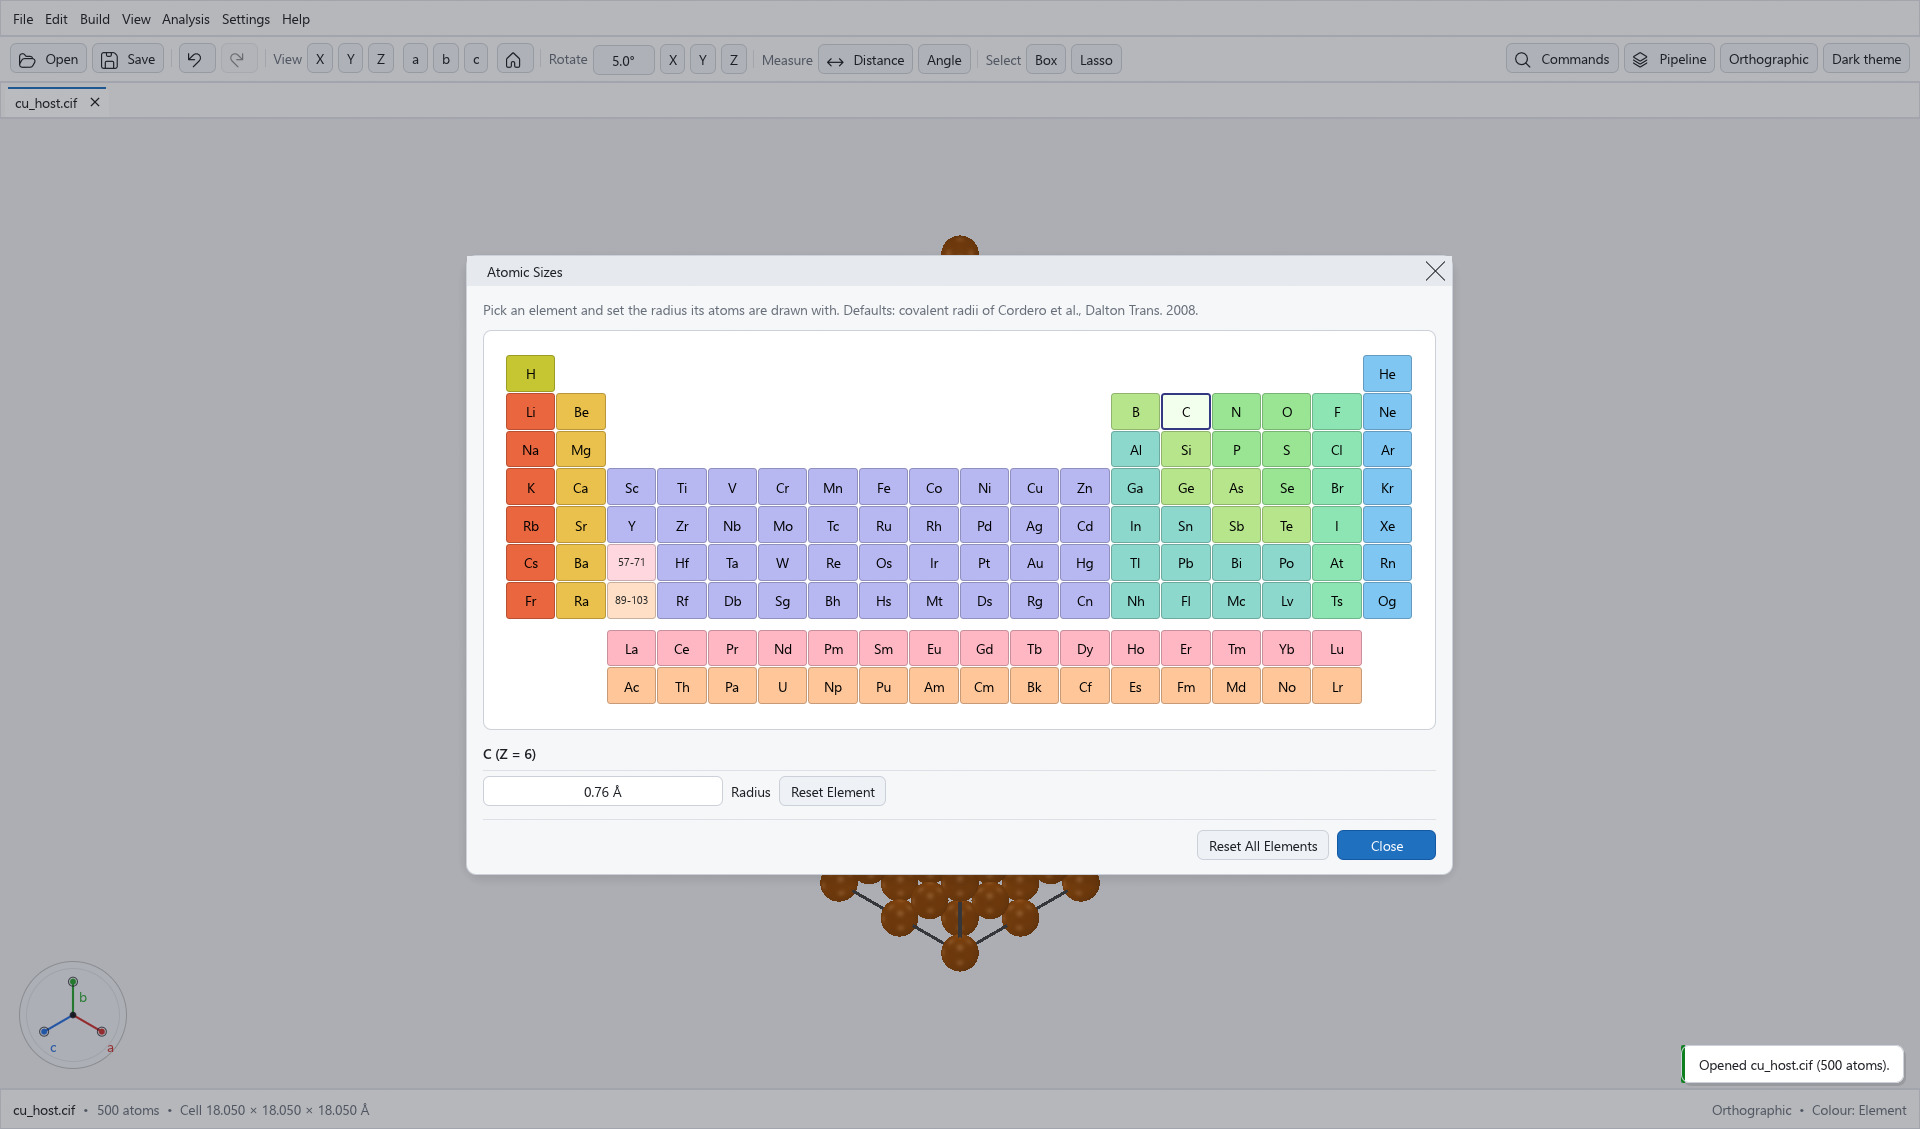 File Edit Build View Analysis Settings Help
Open Save View X Y Z a b c Rotate 5.0° X Y Z Measure Distance Angle Select Box Lasso Commands Pipeline Orthographic Dark theme
cu_host.cif
Atomic Sizes
Pick an element and set the radius its atoms are drawn with. Defaults: covalent radii of Cordero et al., Dalton Trans. 2008.
H He
Li Be B C N O F Ne
Na Mg Al Si P S Cl Ar
K Ca Sc Ti V Cr Mn Fe Co Ni Cu Zn Ga Ge As Se Br Kr
Rb Sr Y Zr Nb Mo Tc Ru Rh Pd Ag Cd In Sn Sb Te I Xe
Cs Ba 57-71 Hf Ta W Re Os Ir Pt Au Hg Tl Pb Bi Po At Rn
Fr Ra 89-103 Rf Db Sg Bh Hs Mt Ds Rg Cn Nh Fl Mc Lv Ts Og
La Ce Pr Nd Pm Sm Eu Gd Tb Dy Ho Er Tm Yb Lu
Ac Th Pa U Np Pu Am Cm Bk Cf Es Fm Md No Lr
C (Z = 6)
0.76 Å Radius Reset Element
Reset All Elements Close
b
c a
Opened cu_host.cif (500 atoms).
cu_host.cif • 500 atoms • Cell 18.050 × 18.050 × 18.050 Å Orthographic • Colour: Element